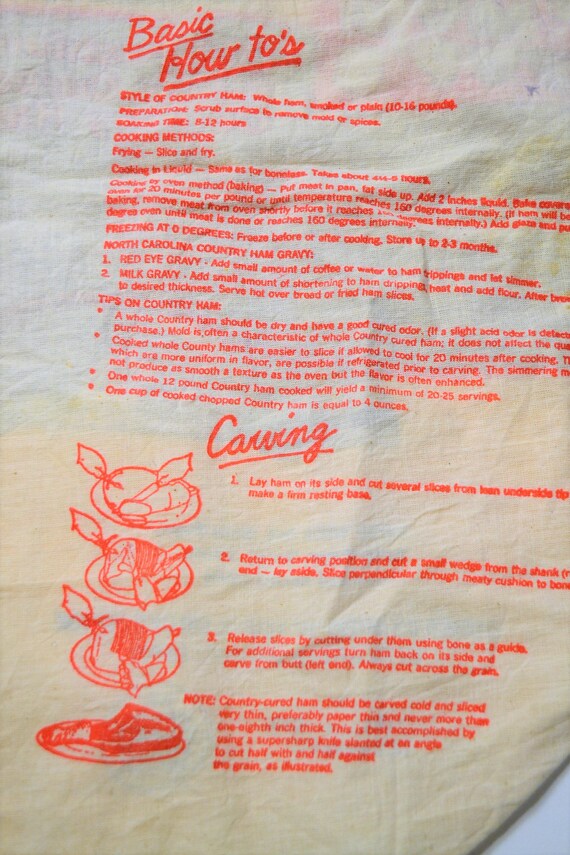 Basic
How to's
STYLE OF COUNTRY HAM: Whole ham, smoked or plain (10-16 pounds).
PREPARATION: Scrub surface to remove mold or spices.
SOAKING TIME: 8-12 hours
COOKING METHODS:
Frying — Slice and fry.
Cooking in Liquid — Same as for boneless. Takes about hours.
Cooking by oven method (baking) — Put meat in pan, fat side up. Add 2 inches liquid. Bake covered
oven for 20 minutes per pound or until temperature reaches 160 degrees internally. (If ham will be
baking, remove meat from oven shortly before it reaches degrees internally.) Add glaze and pu
degree oven until meat is done or reaches 160 degrees internally.
FREEZING AT 0 DEGREES: Freeze before or after cooking. Store up to 2-3 months.
NORTH CAROLINA COUNTRY HAM GRAVY:
1. RED EYE GRAVY - Add small amount of coffee or water to ham drippings and let simmer.
2. MILK GRAVY - Add small amount of shortening to ham dripping, heat and add flour. After brow
to desired thickness. Serve hot over bread or fried ham slices.
TIPS ON COUNTRY HAM:
• A whole Country ham should be dry and have a good cured odor. (If a slight acid odor is detec
purchase.) Mold is often a characteristic of whole Country cured ham; it does not affect the qua
• Cooked whole County hams are easier to slice if allowed to cool for 20 minutes after cooking. T
which are more uniform in flavor, are possible if refrigerated prior to carving. The simmering m
not produce as smooth a texture as the oven but the flavor is often enhanced.
• One whole 12 pound Country ham cooked will yield a minimum of 20-25 servings.
• One cup of cooked chopped Country ham is equal to 4 ounces.
Carving
1. Lay ham on its side and cut several slices from lean underside tip
make a firm resting base.
2. Return to carving position and cut a small wedge from the shank (r
end — lay aside. Slice perpendicular through meaty cushion to bone
3. Release slices by cutting under them using bone as a guide.
For additional servings turn ham back on its side and
carve from butt (left end). Always cut across the grain.
NOTE: Country-cured ham should be carved cold and sliced
very thin, preferably paper thin and never more than
one-eighth inch thick. This is best accomplished by
using a supersharp knife slanted at an angle
to cut half with and half against
the grain, as illustrated.